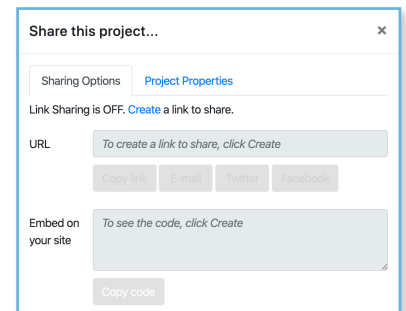 Share this project...
×
Sharing Options
Project Properties
Link Sharing is OFF. Create a link to share.
URL
To create a link to share, click Create
Copy link
E-mail
Twitter
Facebook
Embed on
your site
To see the code, click Create
Copy code